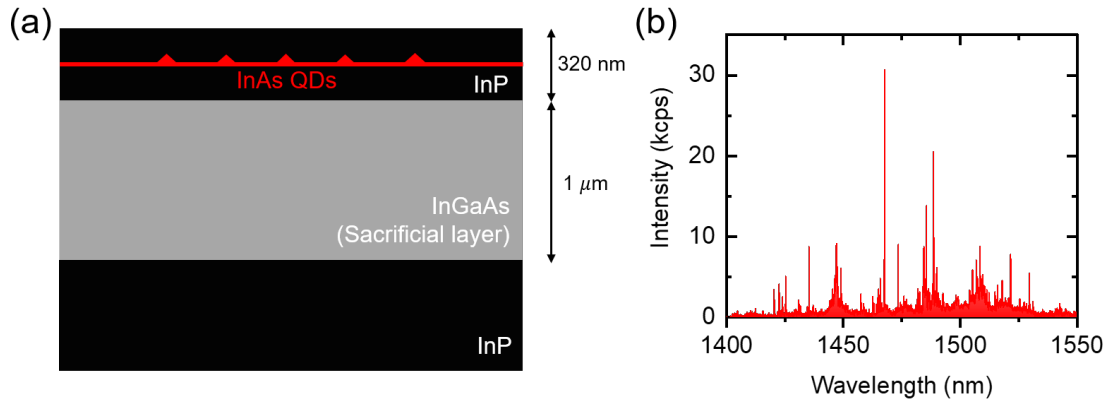 (a)
InAs QDs
InP
320 nm
InGaAs
(Sacrificial layer)
1 μm
InP
(b)
Intensity (kcps)
30
20
10
0
1400
1450
1500
1550
Wavelength (nm)